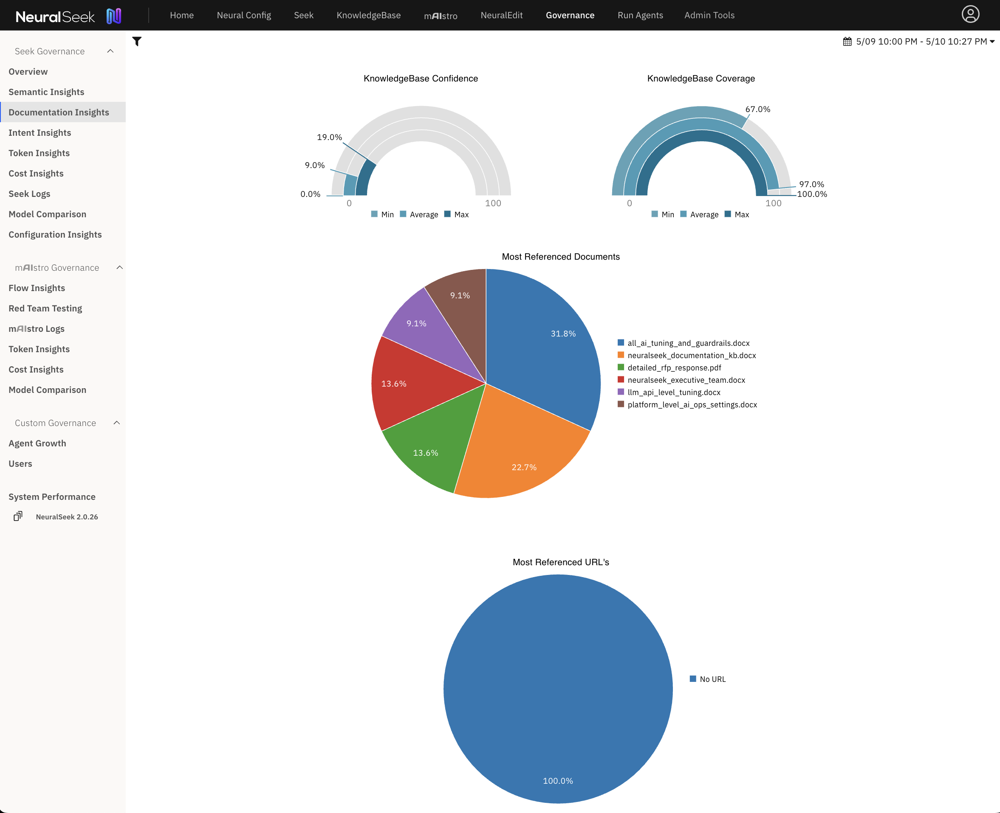 NeuralSeek
Home
Neural Config
Seek
KnowledgeBase
mAIstro
NeuralEdit
Governance
Run Agents
Admin Tools
Seek Governance
Overview
Semantic Insights
Documentation Insights
Intent Insights
Token Insights
Cost Insights
Seek Logs
Model Comparison
Configuration Insights
mAIstro Governance
Flow Insights
Red Team Testing
mAIstro Logs
Token Insights
Cost Insights
Model Comparison
Custom Governance
Agent Growth
Users
System Performance
NeuralSeek 2.0.26
5/09 10:00 PM - 5/10 10:27 PM
KnowledgeBase Confidence
19.0%
9.0%
0.0%
0
100
Min
Average
Max
KnowledgeBase Coverage
67.0%
97.0%
100.0%
0
100
Min
Average
Max
Most Referenced Documents
9.1%
9.1%
31.8%
13.6%
13.6%
22.7%
all_ai_tuning_and_guardrails.docx
neuralseek_documentation_kb.docx
detailed_rfp_response.pdf
neuralseek_executive_team.docx
llm_api_level_tuning.docx
platform_level_ai_ops_settings.docx
Most Referenced URL's
No URL
100.0%